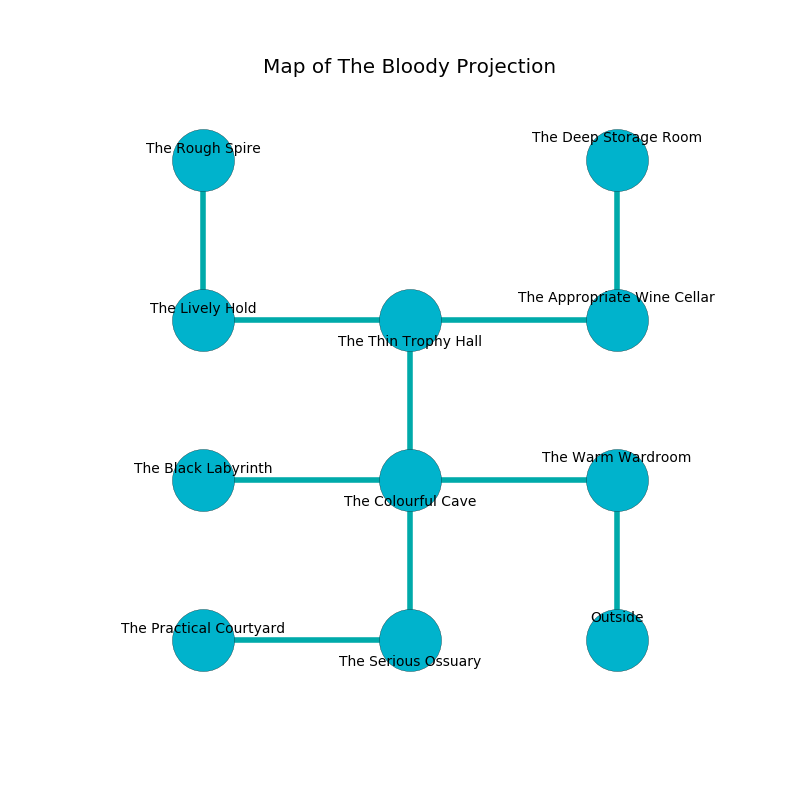 Map of The Bloody Projection
The Deep Storage Room
The Rough Spire
The Appropriate Wine Cellar
The Lively Hold
The Thin Trophy Hall
The Warm Wardroom
The Black Labyrinth
The Colourful Cave
Outside
The Practical Courtyard
The Serious Ossuary